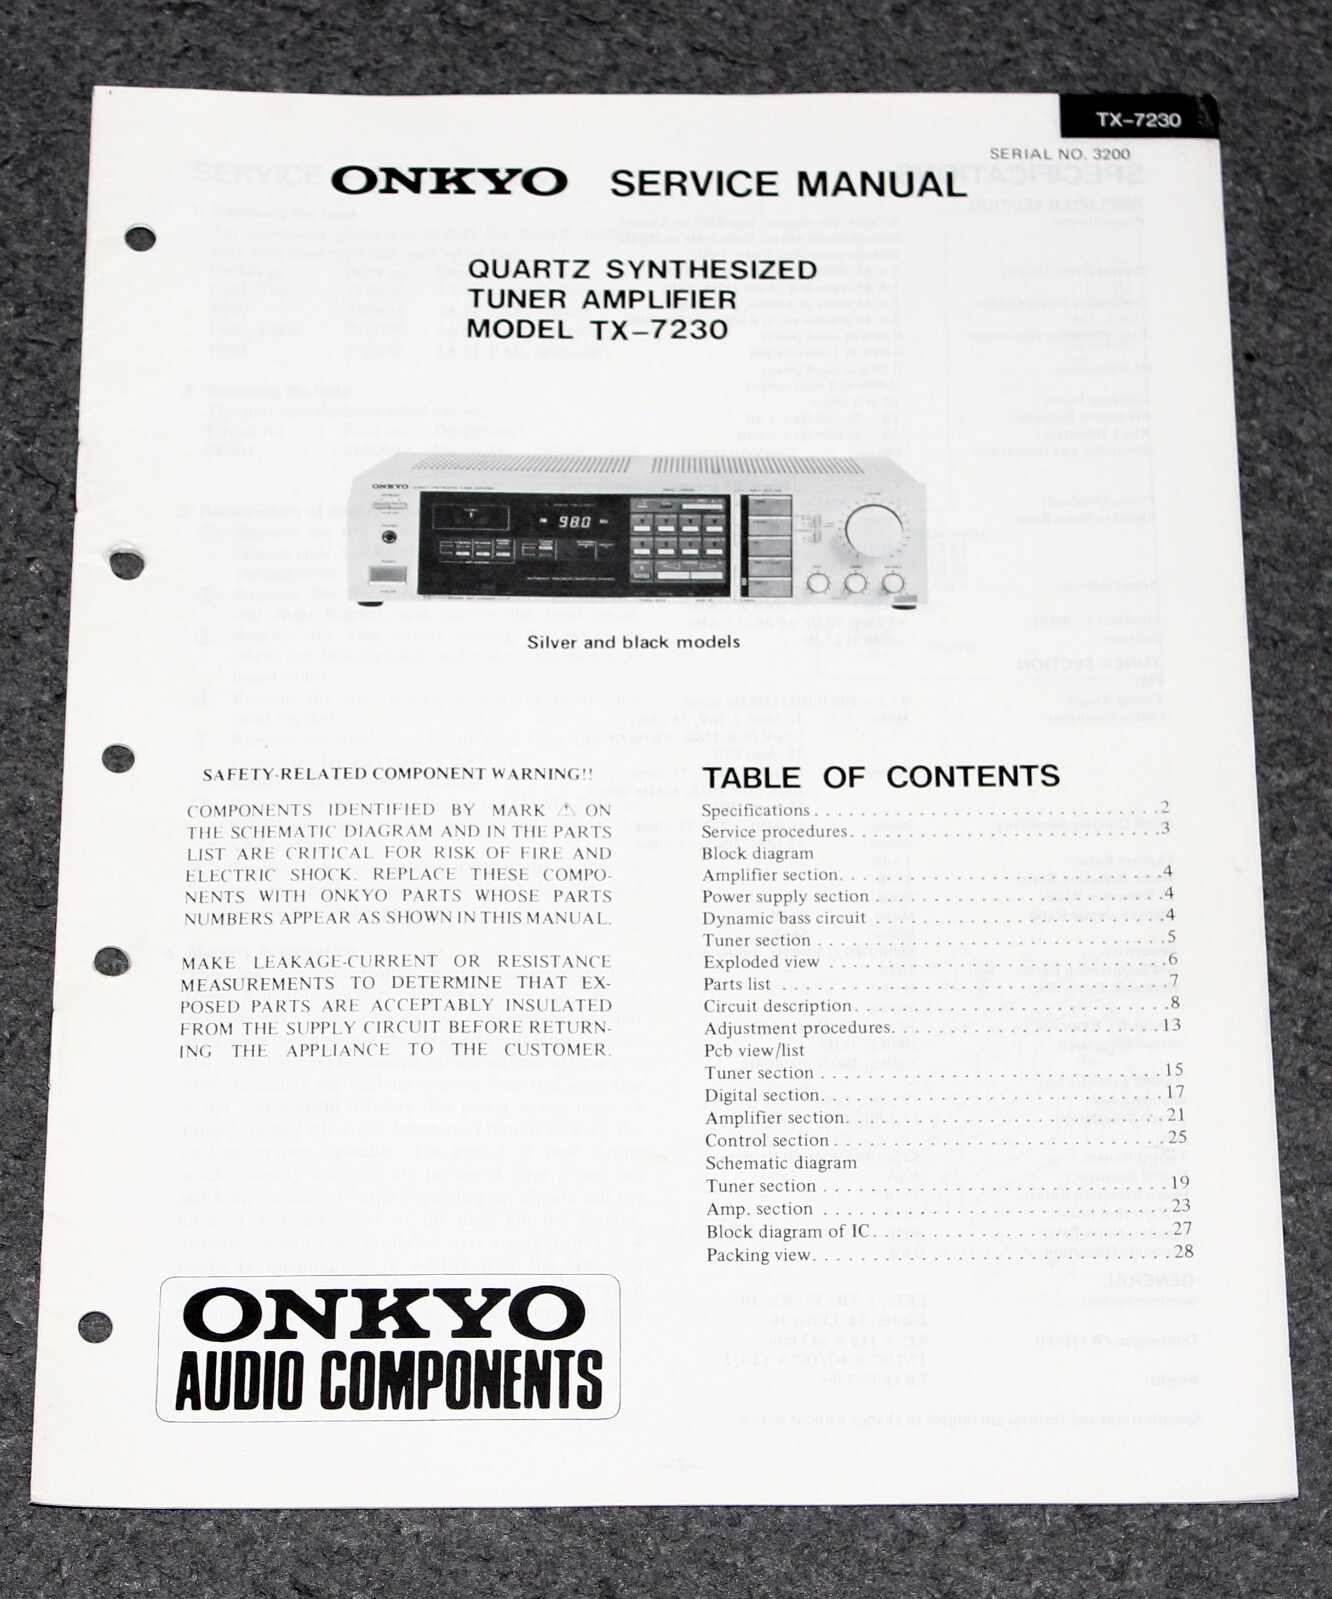 TX-7230
SERIAL NO. 3200
ONKYO SERVICE MANUAL
QUARTZ SYNTHESIZED
TUNER AMPLIFIER
MODEL TX-7230
ONKYO
98.0
Silver and black models
SAFETY-RELATED COMPONENT WARNING!!
COMPONENTS IDENTIFIED BY MARK ⚠ ON
THE SCHEMATIC DIAGRAM AND IN THE PARTS
LIST ARE CRITICAL FOR RISK OF FIRE AND
ELECTRIC SHOCK. REPLACE THESE COMPO-
NENTS WITH ONKYO PARTS WHOSE PARTS
NUMBERS APPEAR AS SHOWN IN THIS MANUAL.
MAKE LEAKAGE-CURRENT OR RESISTANCE
MEASUREMENTS TO DETERMINE THAT EX-
POSED PARTS ARE ACCEPTABLY INSULATED
FROM THE SUPPLY CIRCUIT BEFORE RETURN-
ING THE APPLIANCE TO THE CUSTOMER.
TABLE OF CONTENTS
Specifications . . . . . . . . . . 2
Service procedures . . . . . . . . . . 3
Block diagram
Amplifier section . . . . . . . . . . 4
Power supply section . . . . . . . . . . 4
Dynamic bass circuit . . . . . . . . . . 4
Tuner section . . . . . . . . . . 5
Exploded view . . . . . . . . . . 6
Parts list . . . . . . . . . . 7
Circuit description . . . . . . . . . . 8
Adjustment procedures . . . . . . . . . . 13
Pcb view/list
Tuner section . . . . . . . . . . 15
Digital section . . . . . . . . . . 17
Amplifier section . . . . . . . . . . 21
Control section . . . . . . . . . . 25
Schematic diagram
Tuner section . . . . . . . . . . 19
Amp. section . . . . . . . . . . 23
Block diagram of IC . . . . . . . . . . 27
Packing view . . . . . . . . . . 28
ONKYO
AUDIO COMPONENTS